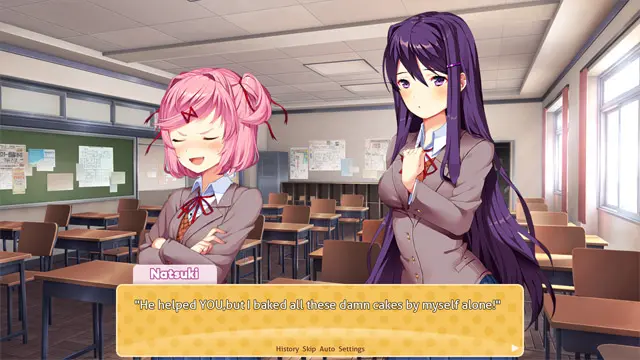 Natsuki
"He helped YOU,but I baked all these damn cakes by myself alone!"
History Skip Auto Settings